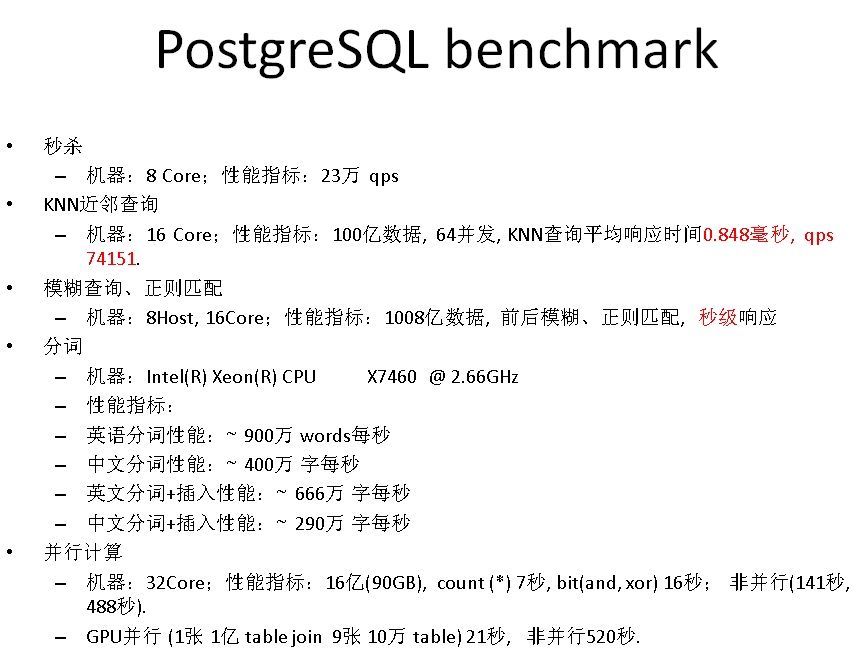 PostgreSQL benchmark
• 秒杀
– 机器：8 Core；性能指标：23万 qps
• KNN近邻查询
– 机器：16 Core；性能指标：100亿数据, 64并发, KNN查询平均响应时间0.848毫秒, qps
74151.
• 模糊查询、正则匹配
– 机器：8Host, 16Core；性能指标：1008亿数据, 前后模糊、正则匹配, 秒级响应
• 分词
– 机器：Intel(R) Xeon(R) CPU X7460 @ 2.66GHz
– 性能指标：
– 英语分词性能：~ 900万 words每秒
– 中文分词性能：~ 400万 字每秒
– 英文分词+插入性能：~ 666万 字每秒
– 中文分词+插入性能：~ 290万 字每秒
• 并行计算
– 机器：32Core；性能指标：16亿(90GB), count (*) 7秒, bit(and, xor) 16秒； 非并行(141秒,
488秒).
– GPU并行 (1张 1亿 table join 9张 10万 table) 21秒, 非并行520秒.